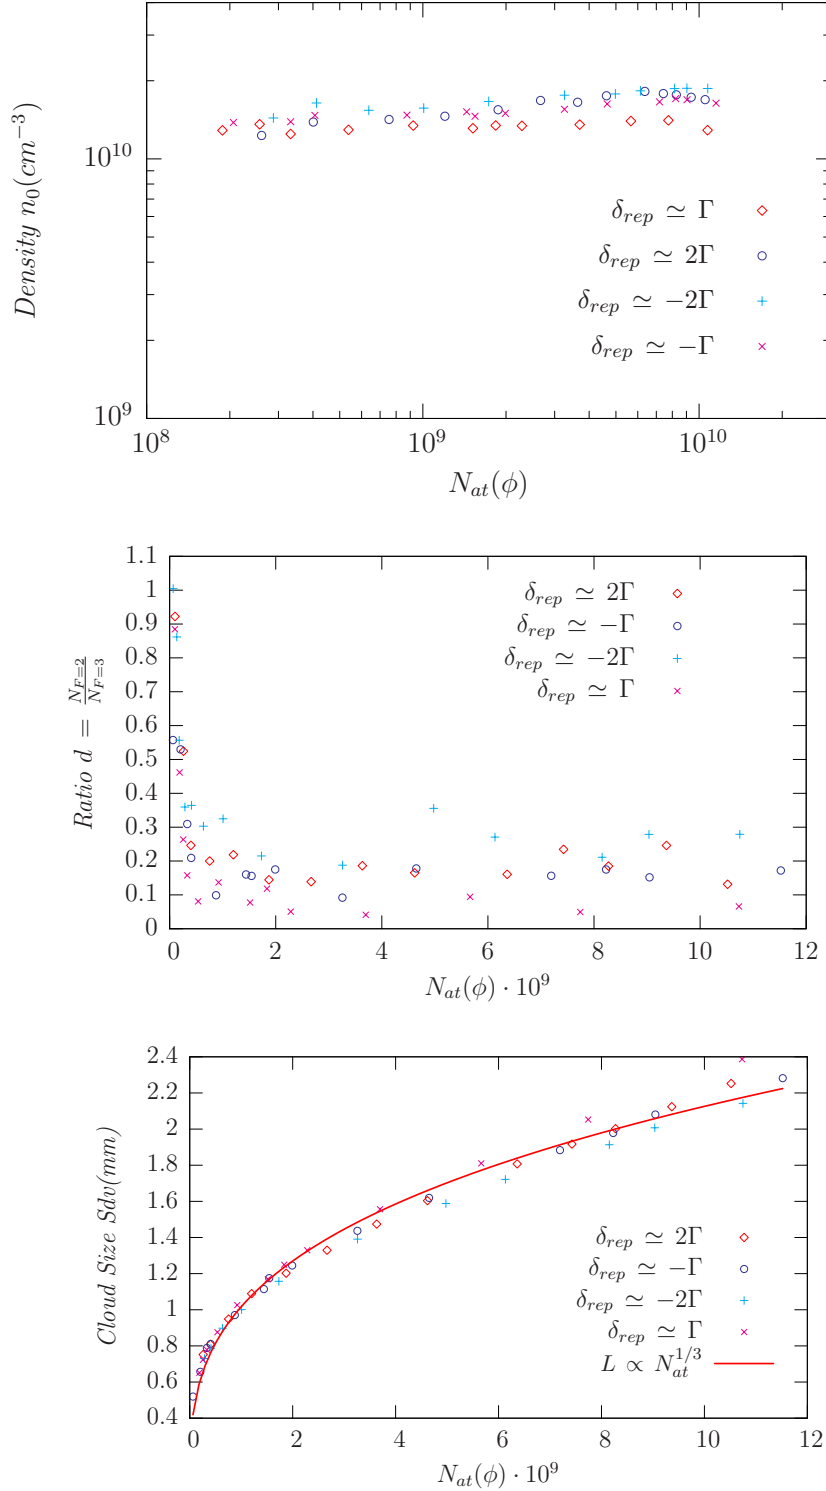 Density n₀(cm⁻³)
10¹⁰
10⁹
δ_rep ≃ Γ
δ_rep ≃ 2Γ
δ_rep ≃ −2Γ
δ_rep ≃ −Γ
10⁸
10⁹
10¹⁰
N_at(ϕ)
Ratio d = N_{F=2}/N_{F=3}
1.1
1
0.9
0.8
0.7
0.6
0.5
0.4
0.3
0.2
0.1
0
δ_rep ≃ 2Γ
δ_rep ≃ −Γ
δ_rep ≃ −2Γ
δ_rep ≃ Γ
0 2 4 6 8 10 12
N_at(ϕ) · 10⁹
Cloud Size Sdv(mm)
2.4
2.2
2
1.8
1.6
1.4
1.2
1
0.8
0.6
0.4
δ_rep ≃ 2Γ
δ_rep ≃ −Γ
δ_rep ≃ −2Γ
δ_rep ≃ Γ
L ∝ N_at^{1/3}
0 2 4 6 8 10 12
N_at(ϕ) · 10⁹